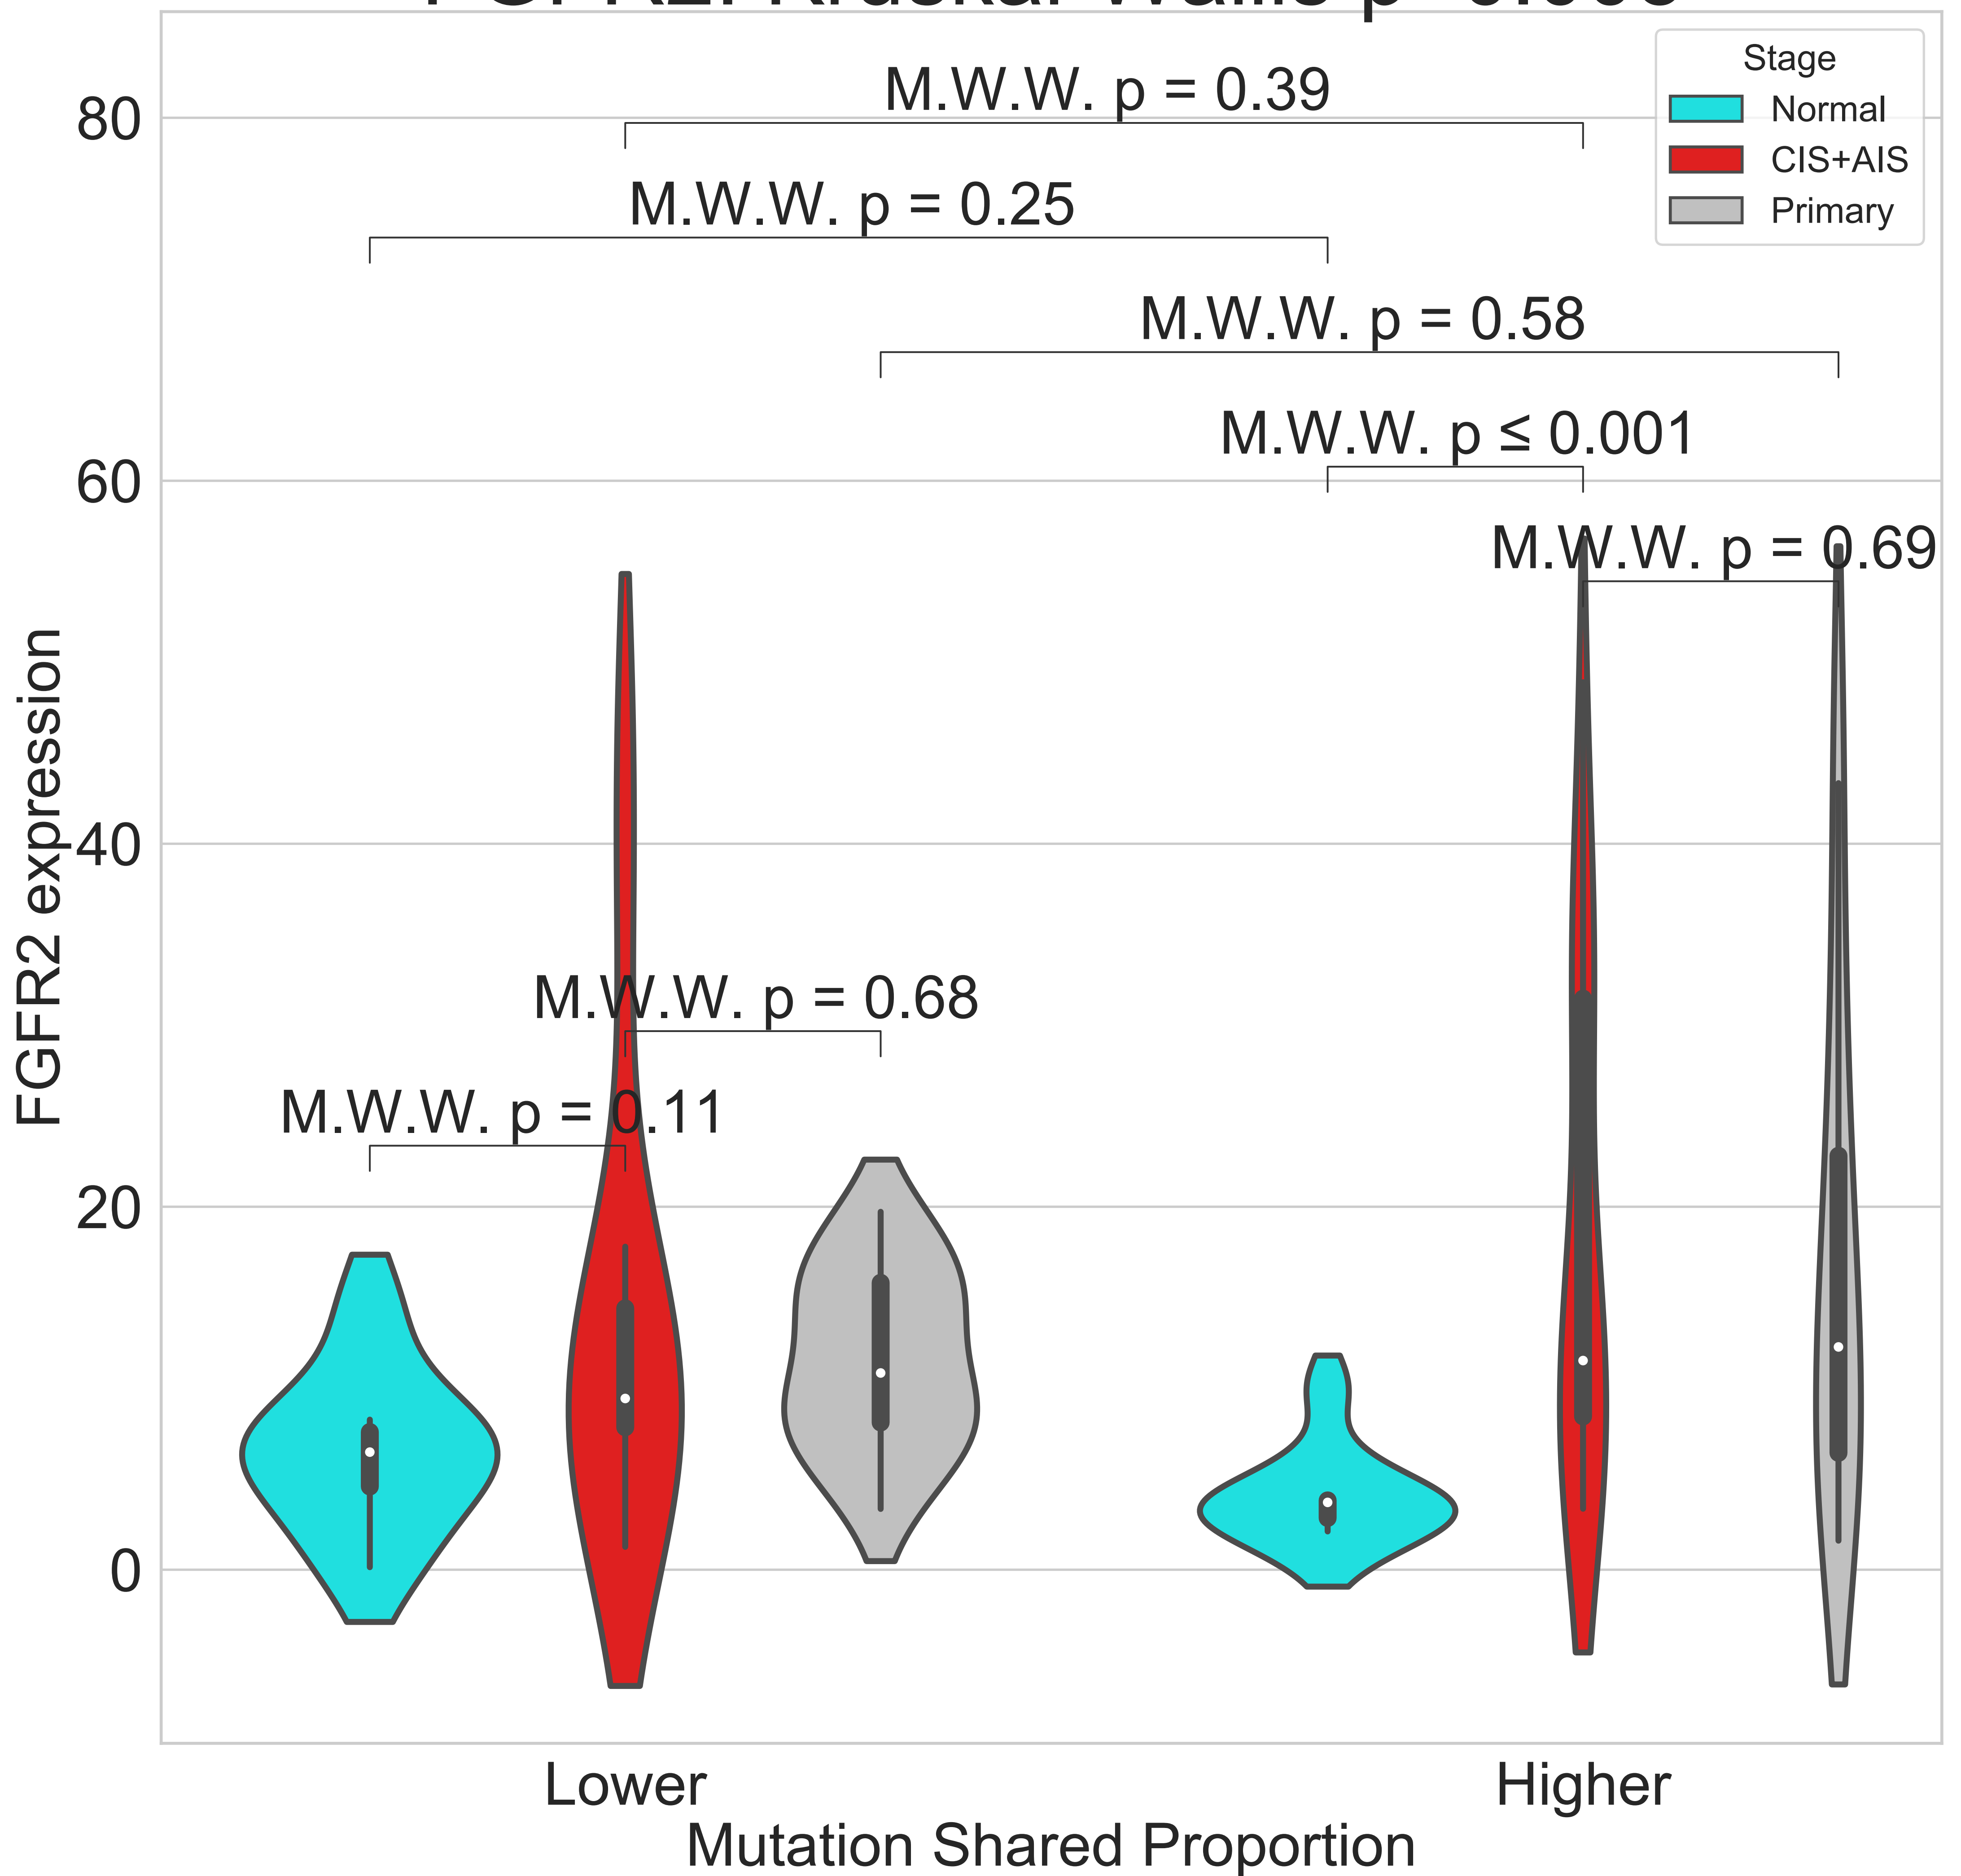 Stage
Normal
CIS+AIS
Primary
M.W.W. p = 0.39
M.W.W. p = 0.25
M.W.W. p = 0.58
M.W.W. p ≤ 0.001
M.W.W. p = 0.69
M.W.W. p = 0.68
M.W.W. p = 0.11
80
60
40
20
0
FGFR2 expression
Lower
Higher
Mutation Shared Proportion